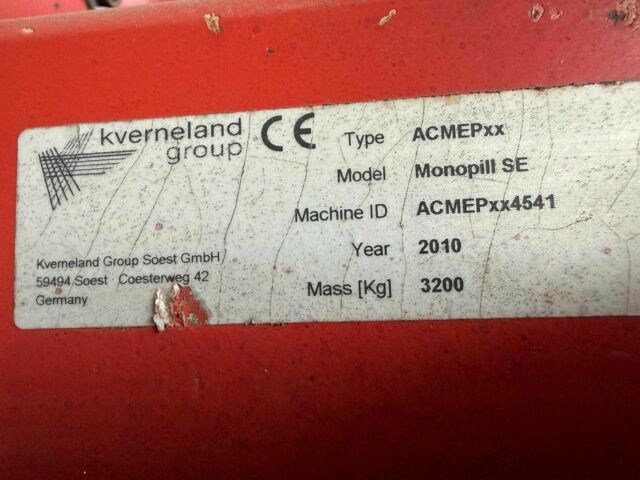 kverneland
group
CE
Type ACMEPxx
Model Monopill SE
Machine ID ACMEPxx4541
Year 2010
Mass [Kg] 3200
Kverneland Group Soest GmbH
59494 Soest Coesterweg 42
Germany